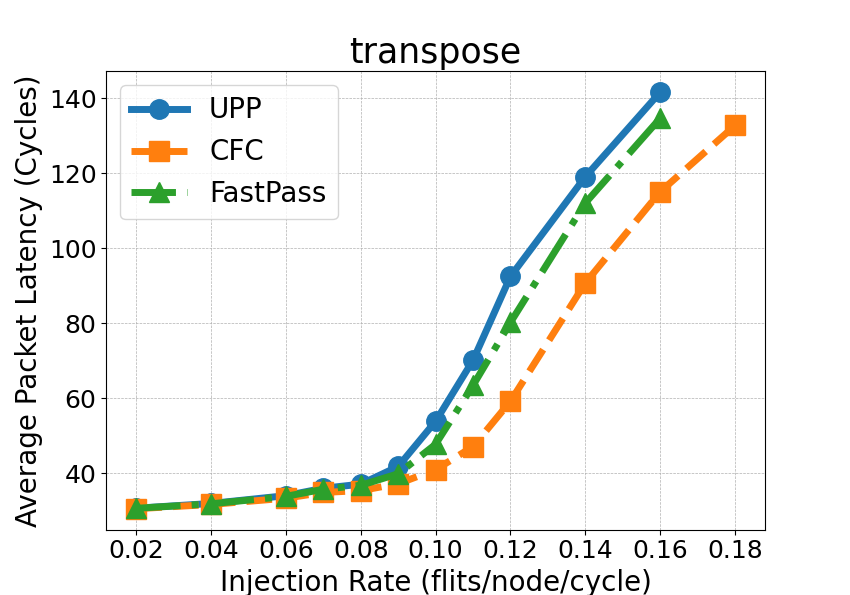 transpose
Average Packet Latency (Cycles)
140
120
100
80
60
40
UPP
CFC
FastPass
0.02 0.04 0.06 0.08 0.10 0.12 0.14 0.16 0.18
Injection Rate (flits/node/cycle)